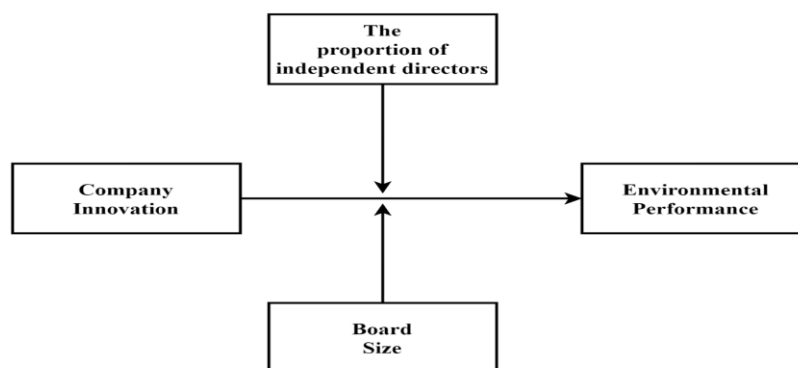 The
proportion of
independent directors
Company
Innovation
Environmental
Performance
Board
Size